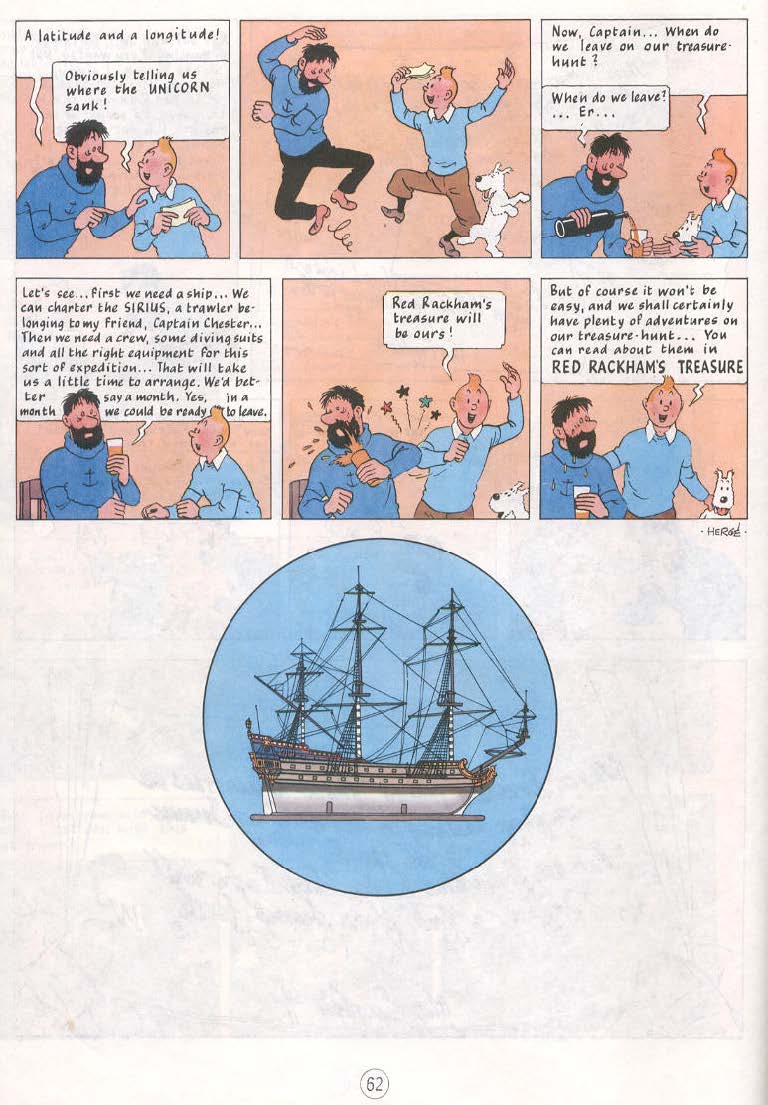 A latitude and a longitude!
Obviously telling us
where the UNICORN
sank!
Now, Captain... When do
we leave on our treasure-
hunt?
When do we leave?
... Er...
Let's see... First we need a ship... We
can charter the SIRIUS, a trawler be-
longing to my friend, Captain Chester...
Then we need a crew, some diving suits
and all the right equipment for this
sort of expedition... That will take
us a little time to arrange. We'd bet-
ter say a month. Yes, in a
month we could be ready to leave.
Red Rackham's
treasure will
be ours!
But of course it won't be
easy, and we shall certainly
have plenty of adventures on
our treasure-hunt... You
can read about them in
RED RACKHAM'S TREASURE
·HERGÉ·
62